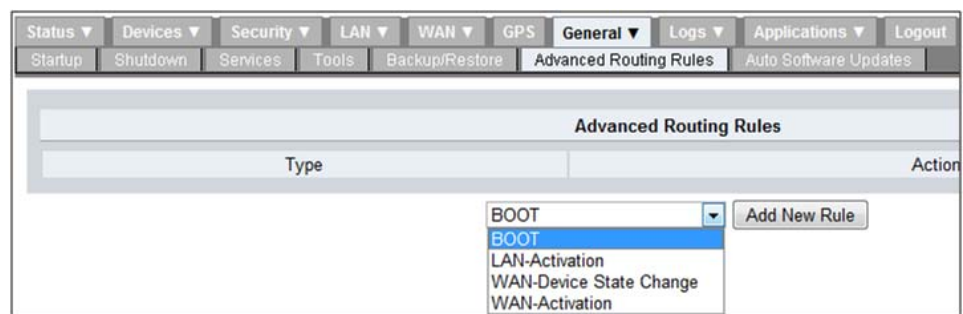 Status ▼ Devices ▼ Security ▼ LAN ▼ WAN ▼ GPS General ▼ Logs ▼ Applications ▼ Logout
Startup Shutdown Services Tools Backup/Restore Advanced Routing Rules Auto Software Updates
Advanced Routing Rules
Type Action
BOOT Add New Rule
BOOT
LAN-Activation
WAN-Device State Change
WAN-Activation